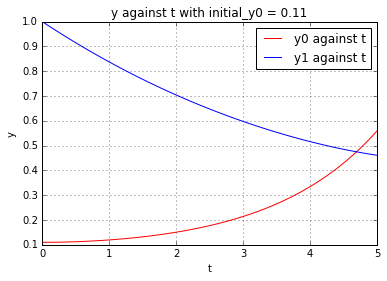 y against t with initial_y0 = 0.11
y0 against t
y1 against t
1.0
0.9
0.8
0.7
0.6
0.5
0.4
0.3
0.2
0.1
y
0 1 2 3 4 5
t